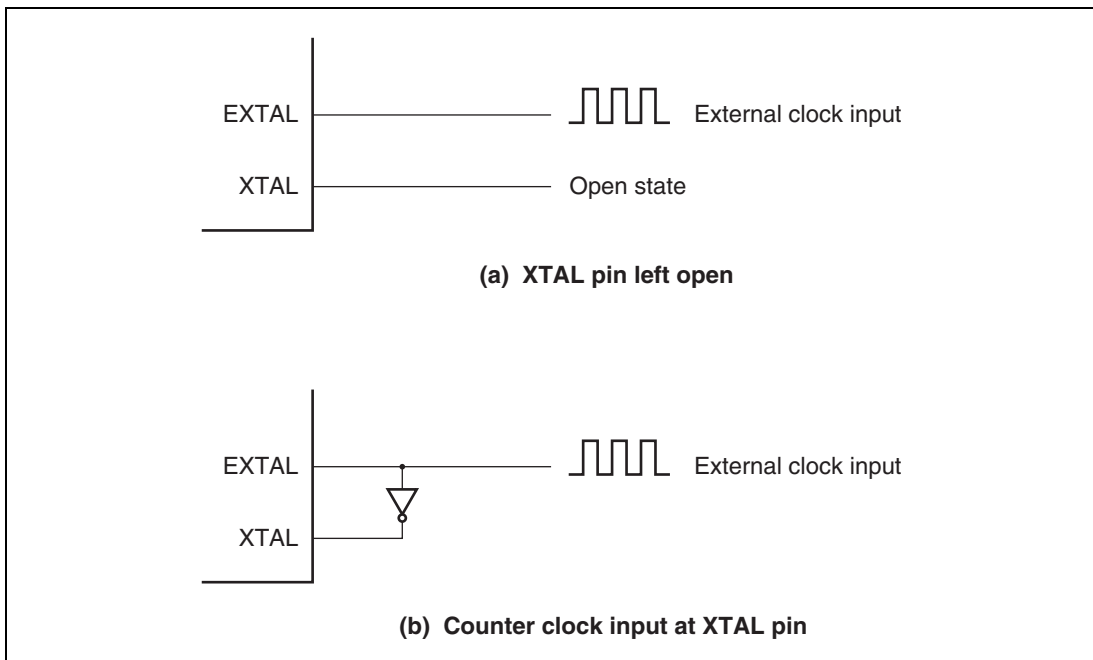 EXTAL External clock input
XTAL Open state
(a) XTAL pin left open
EXTAL External clock input
XTAL
(b) Counter clock input at XTAL pin